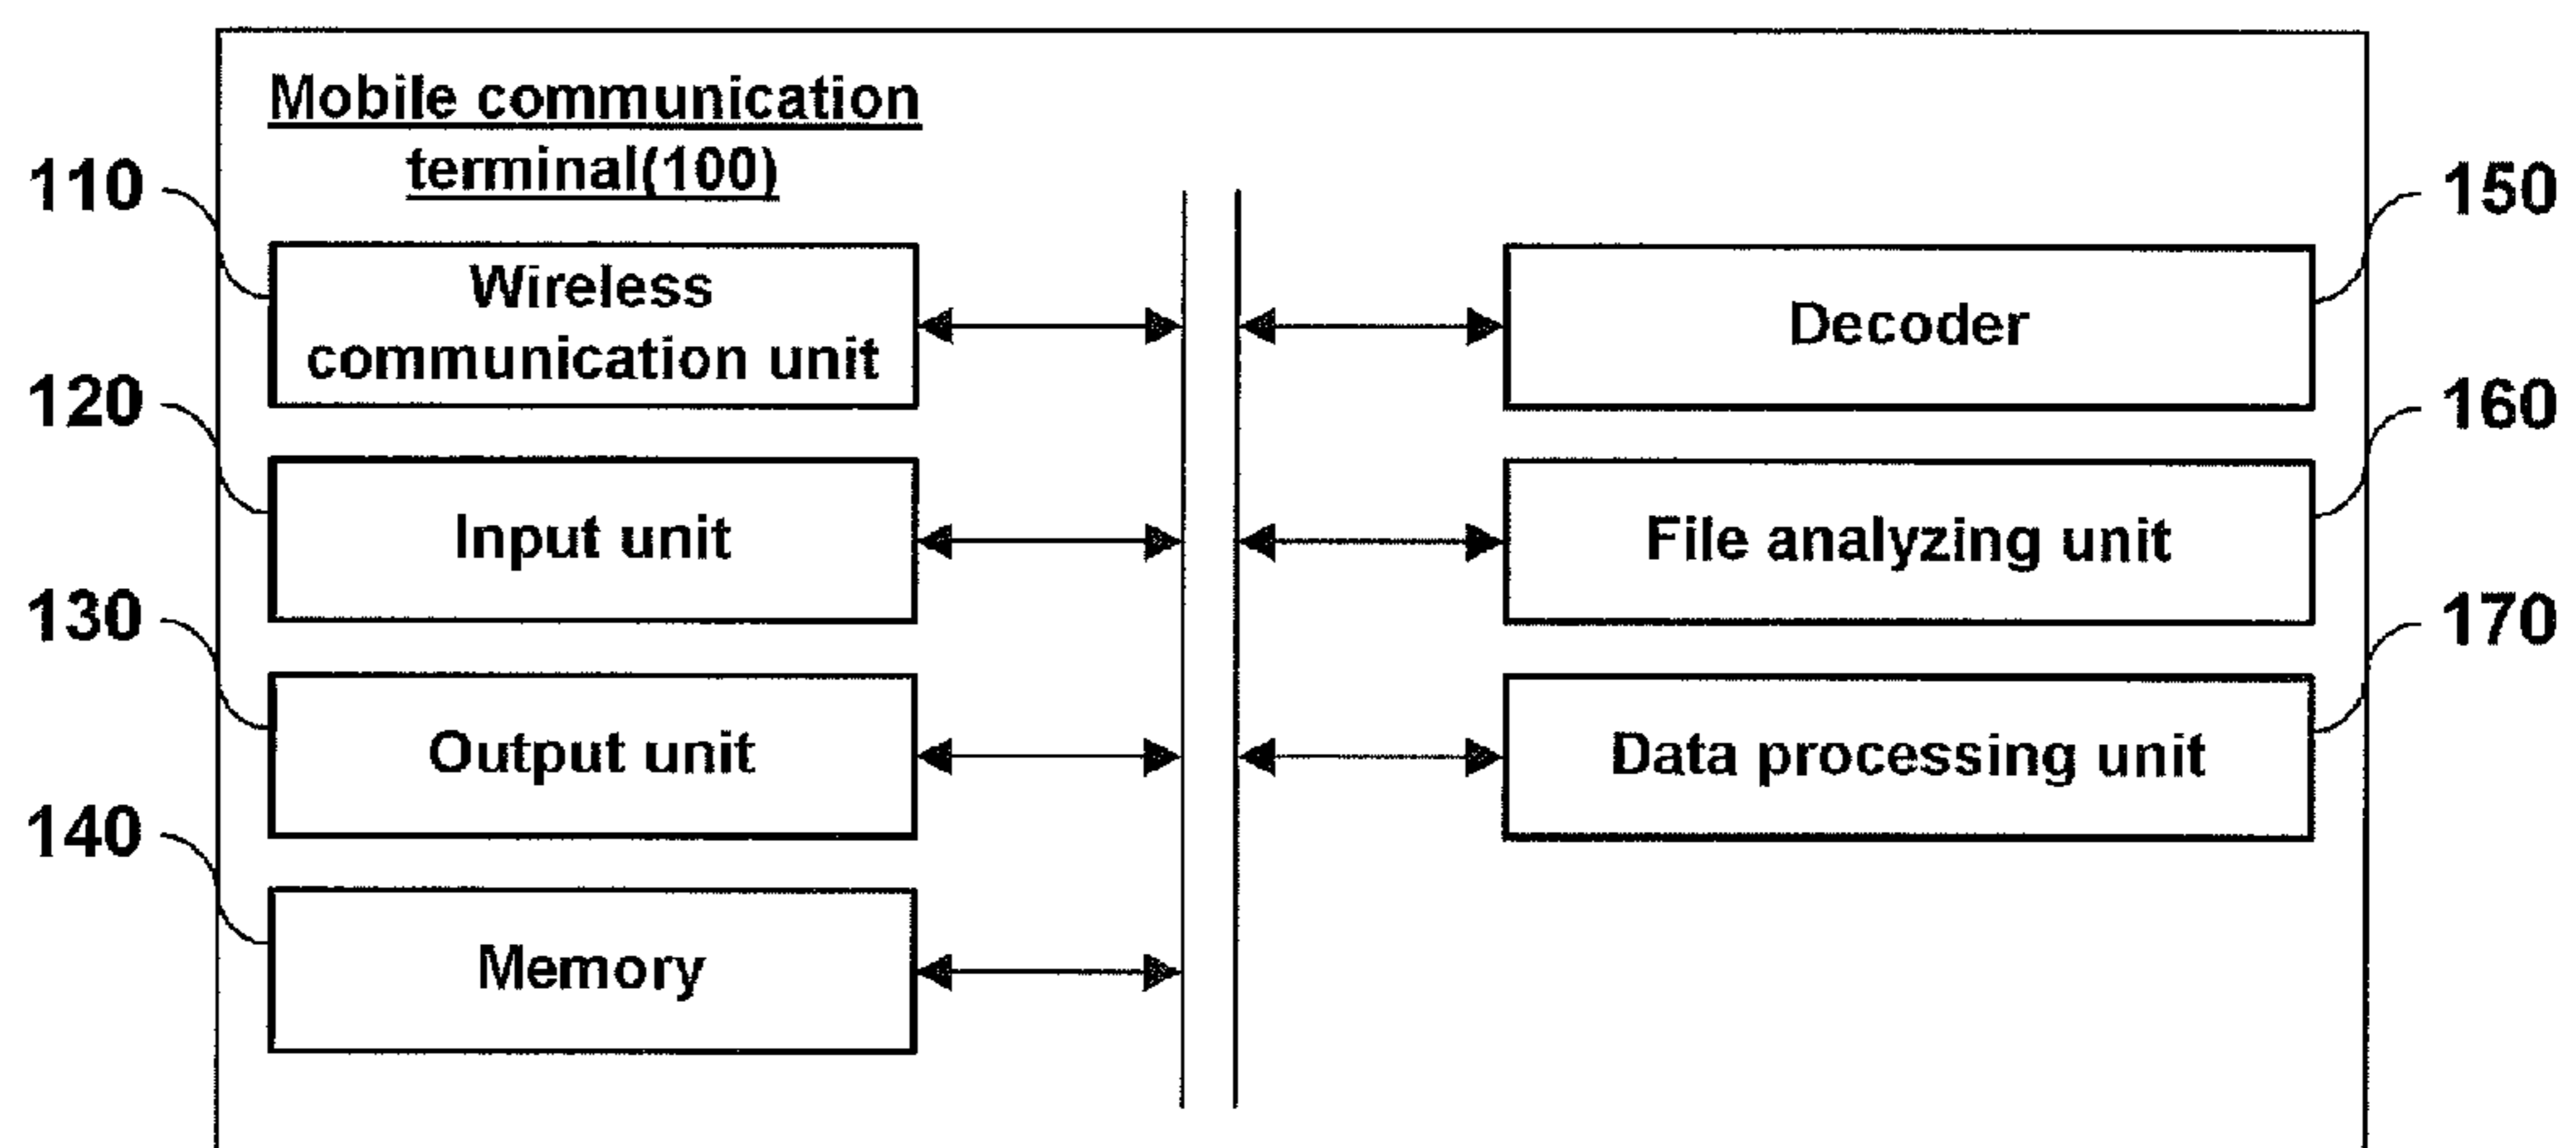 Mobile communication
terminal(100)
110
Wireless
communication unit
120
Input unit
130
Output unit
140
Memory
150
Decoder
160
File analyzing unit
170
Data processing unit